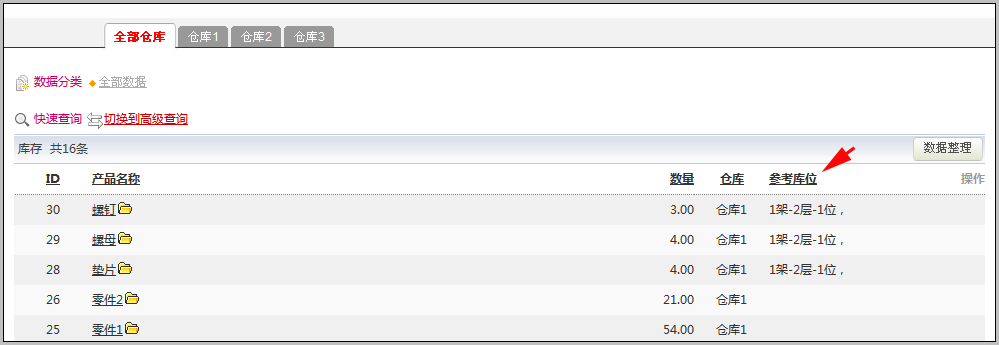 全部仓库 仓库1 仓库2 仓库3
数据分类 全部数据
快速查询 切换到高级查询
库存 共16条 数据整理
ID 产品名称 数量 仓库 参考库位 操作
30 螺钉 3.00 仓库1 1架-2层-1位，
29 螺母 4.00 仓库1 1架-2层-1位，
28 垫片 4.00 仓库1 1架-2层-1位，
26 零件2 21.00 仓库1
25 零件1 54.00 仓库1